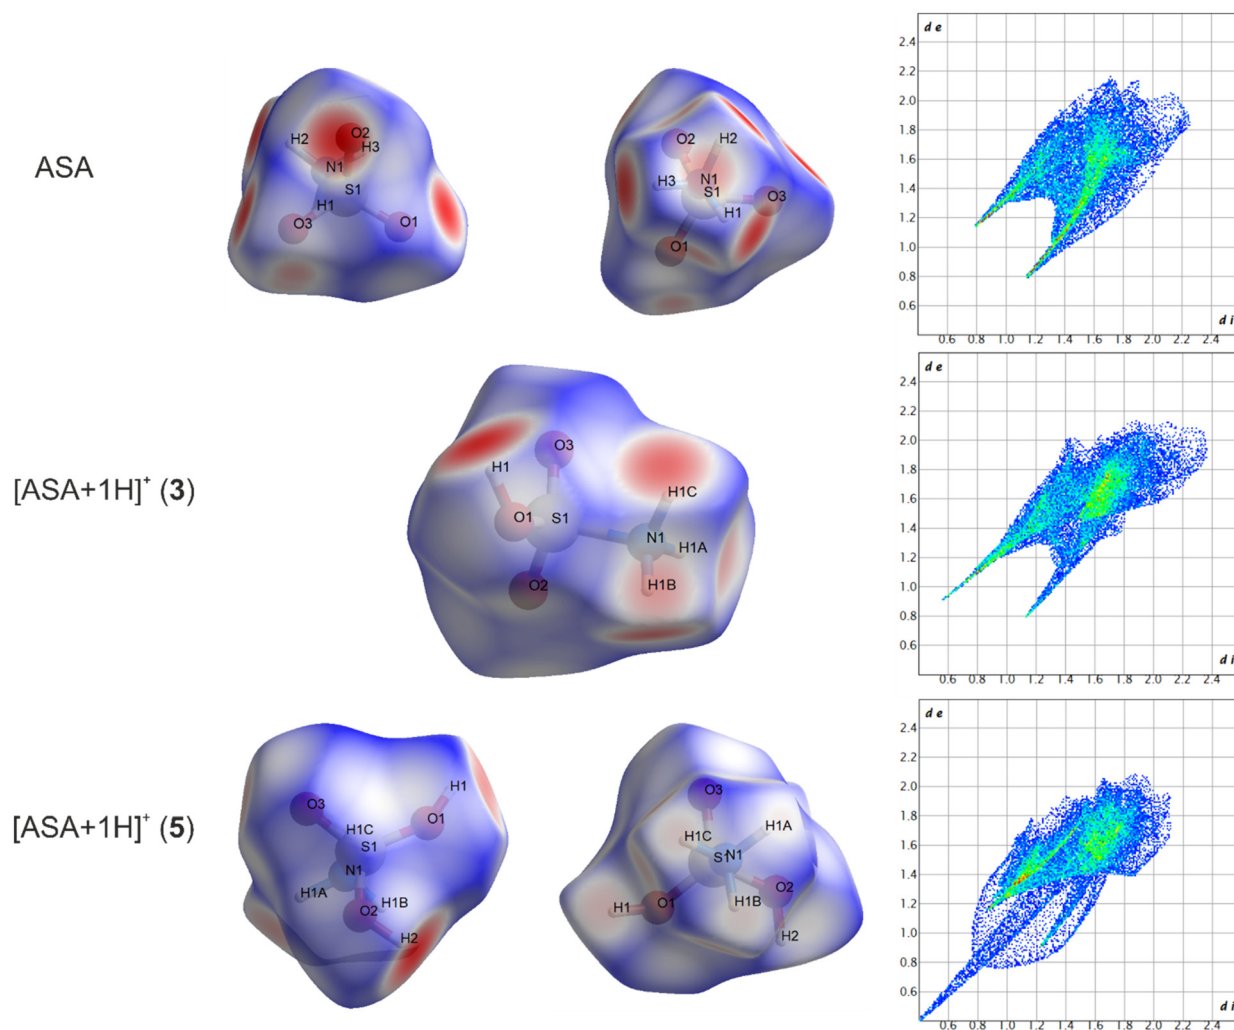 ASA
O2
H2
H3
N1
S1
H1
O3
O1
O2
H2
H3
N1
S1
O3
H1
O1
d e
2.4
2.2
2.0
1.8
1.6
1.4
1.2
1.0
0.8
0.6
d i
0.6 0.8 1.0 1.2 1.4 1.6 1.8 2.0 2.2 2.4
[ASA+1H]⁺ (3)
O3
H1
H1C
O1
S1
N1
H1A
O2
H1B
d e
2.4
2.2
2.0
1.8
1.6
1.4
1.2
1.0
0.8
0.6
d i
0.6 0.8 1.0 1.2 1.4 1.6 1.8 2.0 2.2 2.4
[ASA+1H]⁺ (5)
H1
O3
O1
H1C
S1
N1
H1A
H1B
O2
H2
O3
H1A
H1C
S1
N1
O2
H1B
O1
H1
H2
d e
2.4
2.2
2.0
1.8
1.6
1.4
1.2
1.0
0.8
0.6
d i
0.6 0.8 1.0 1.2 1.4 1.6 1.8 2.0 2.2 2.4